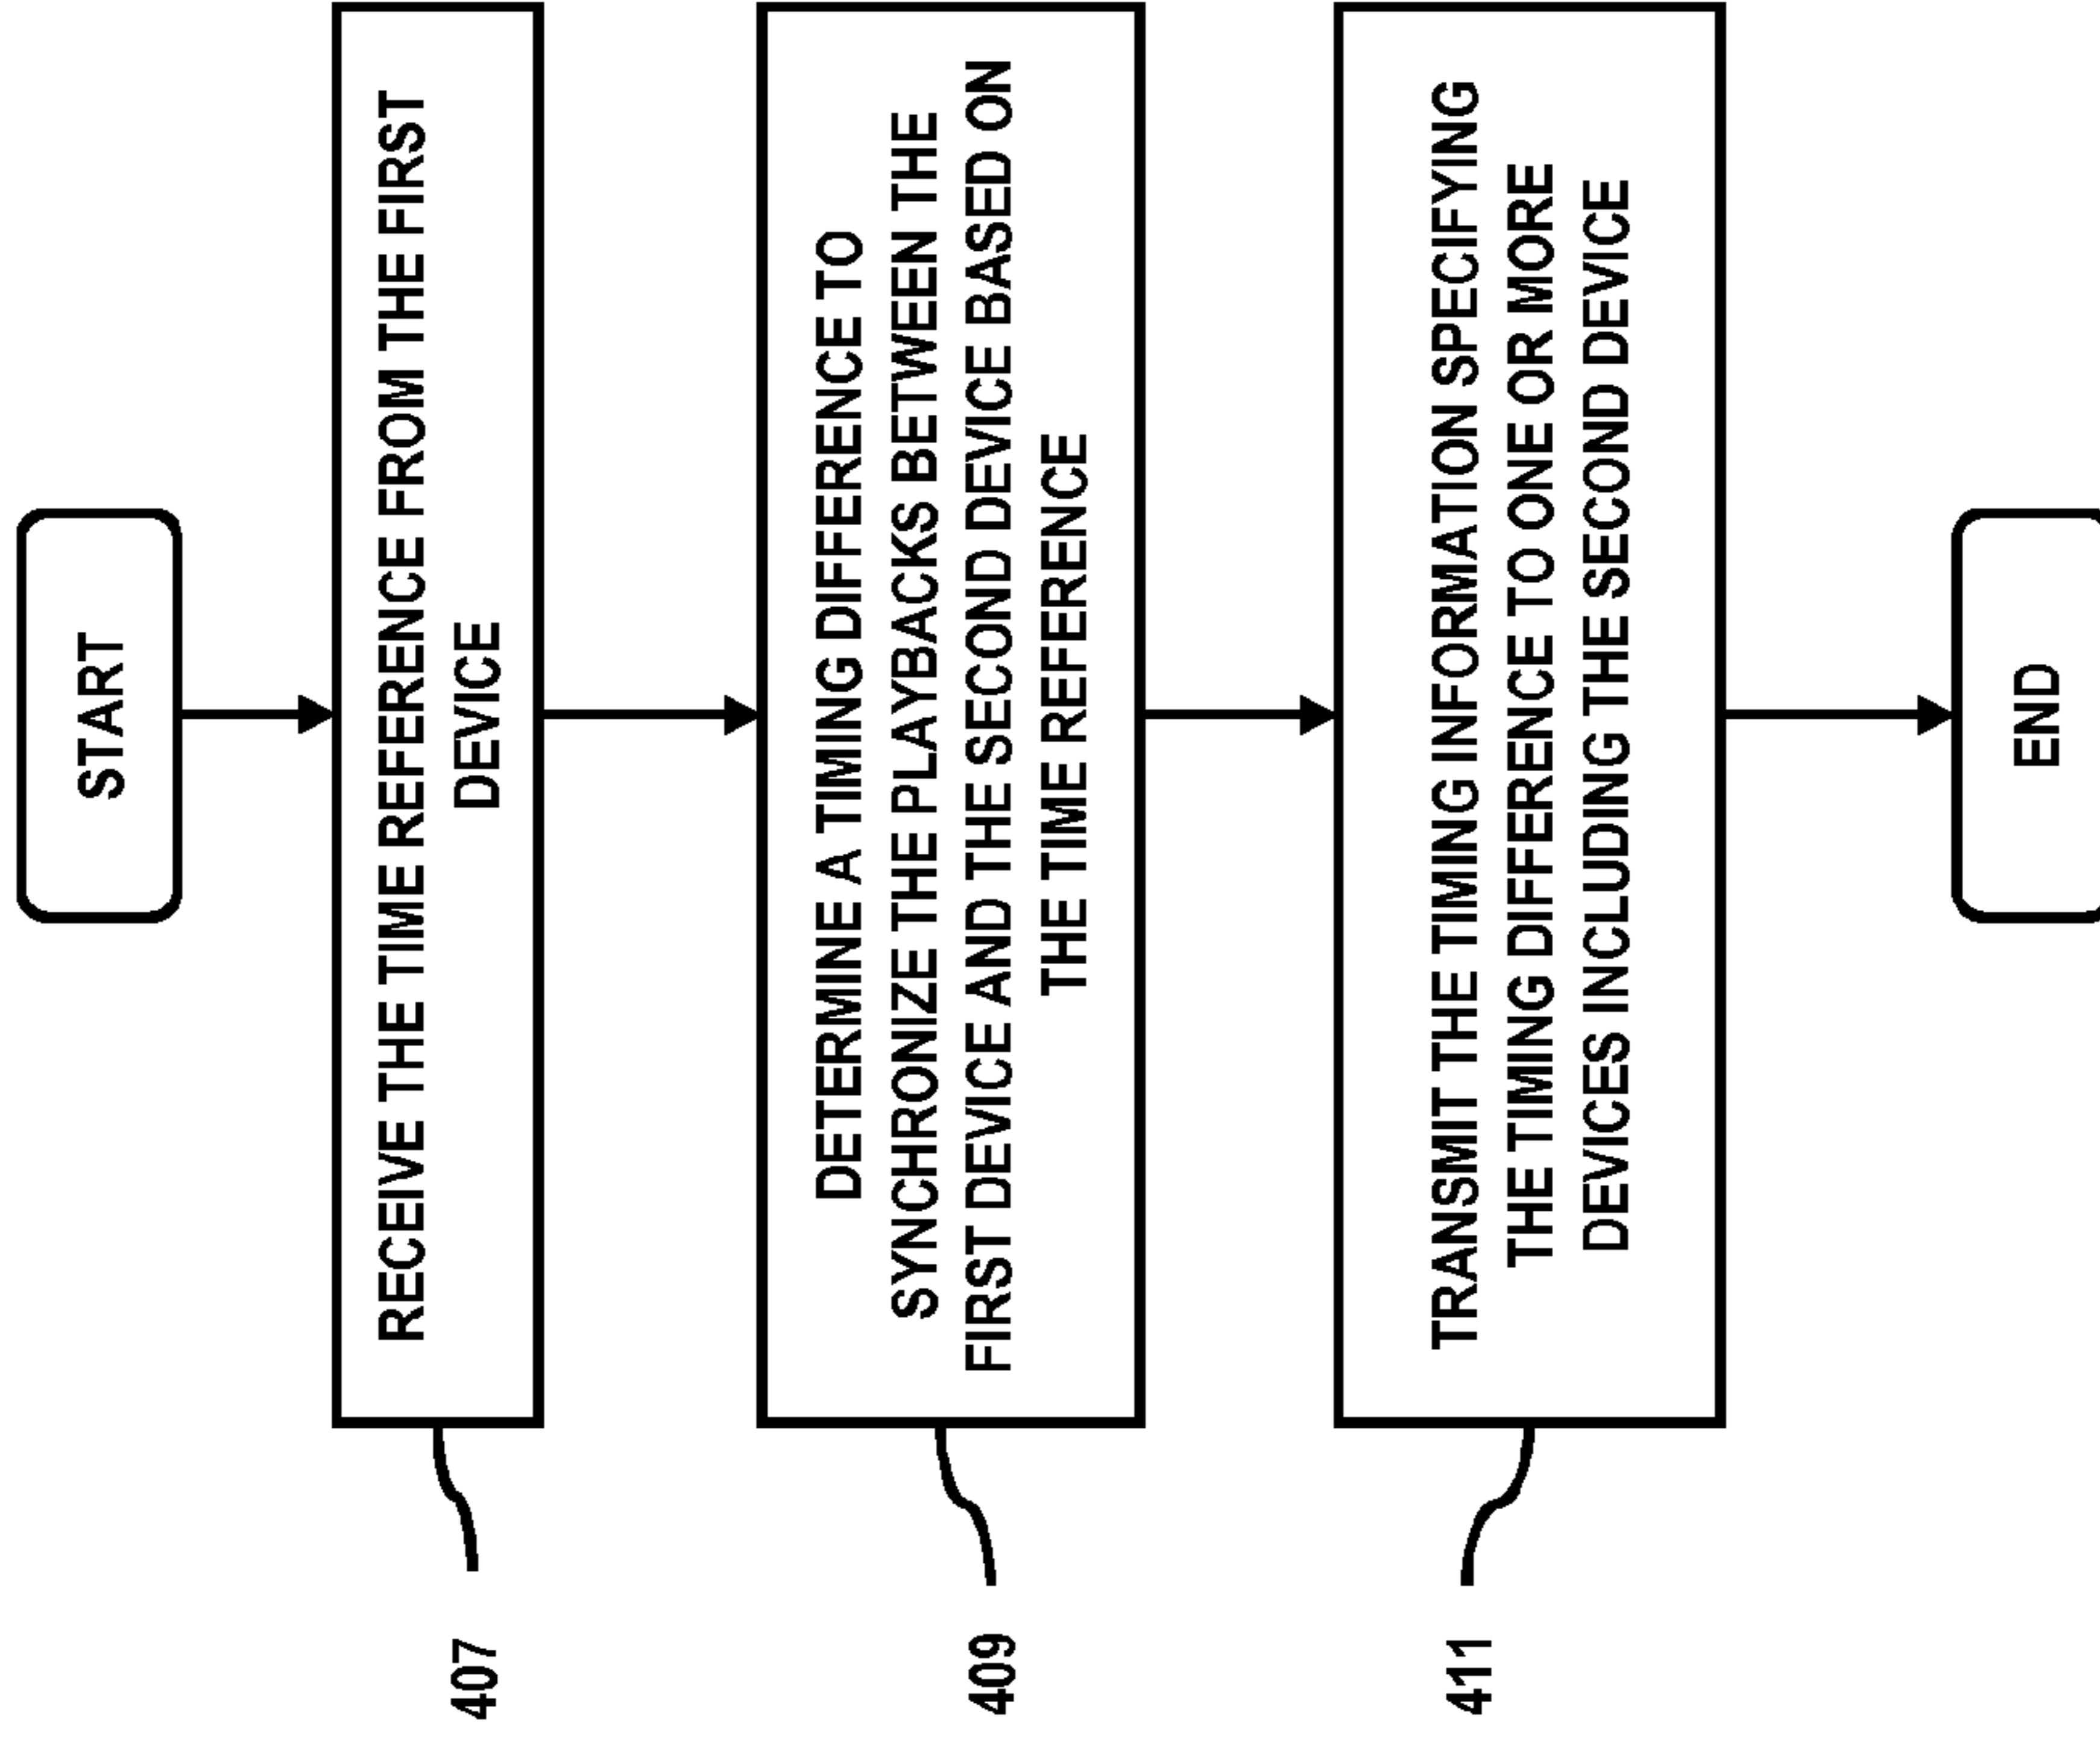 START
RECEIVE THE TIME REFERENCE FROM THE FIRST
DEVICE
407
DETERMINE A TIMING DIFFERENCE TO
SYNCHRONIZE THE PLAYBACKS BETWEEN THE
FIRST DEVICE AND THE SECOND DEVICE BASED ON
THE TIME REFERENCE
409
TRANSMIT THE TIMING INFORMATION SPECIFYING
THE TIMING DIFFERENCE TO ONE OR MORE
DEVICES INCLUDING THE SECOND DEVICE
411
END